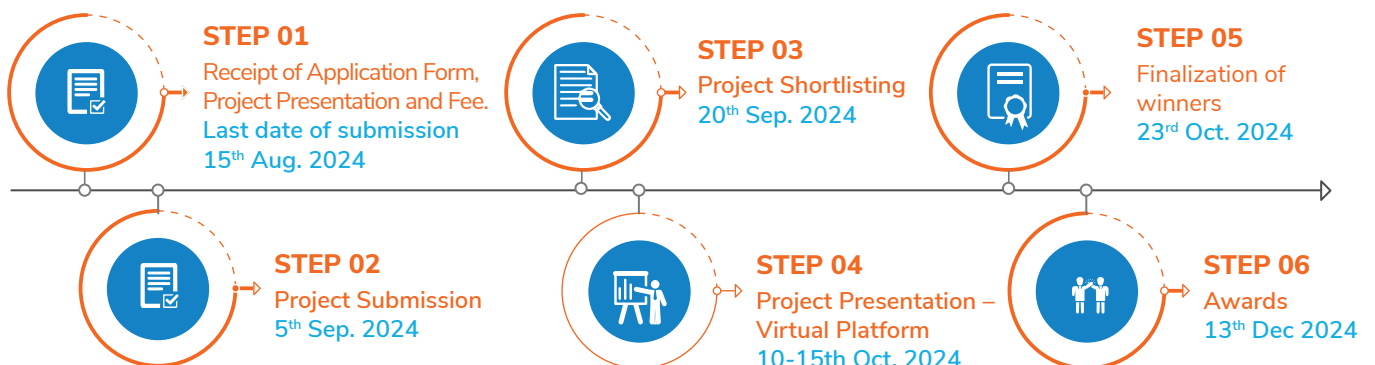 STEP 01
Receipt of Application Form,
Project Presentation and Fee.
Last date of submission
15th Aug. 2024
STEP 02
Project Submission
5th Sep. 2024
STEP 03
Project Shortlisting
20th Sep. 2024
STEP 04
Project Presentation –
Virtual Platform
10-15th Oct. 2024
STEP 05
Finalization of
winners
23rd Oct. 2024
STEP 06
Awards
13th Dec 2024